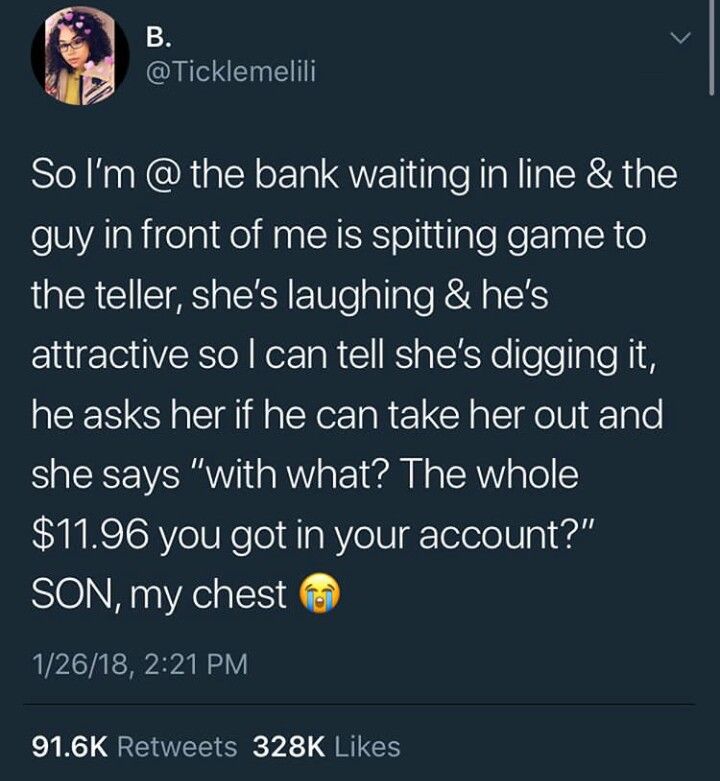 B.
@Ticklemelili
So I'm @ the bank waiting in line & the
guy in front of me is spitting game to
the teller, she's laughing & he's
attractive so I can tell she's digging it,
he asks her if he can take her out and
she says "with what? The whole
$11.96 you got in your account?"
SON, my chest 😭
1/26/18, 2:21 PM
91.6K Retweets 328K Likes